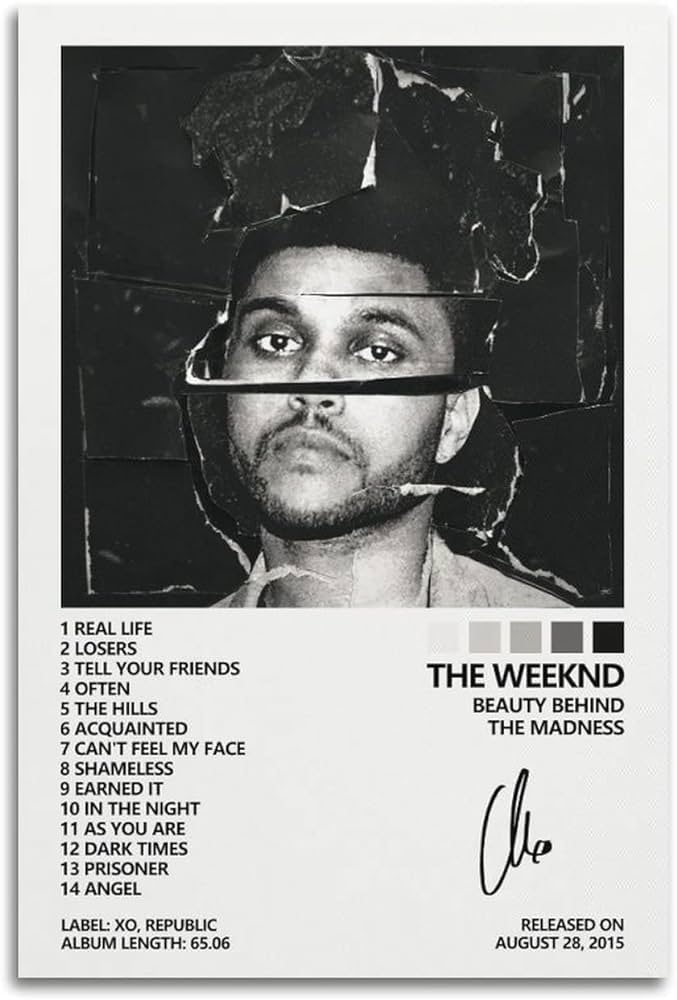 1 REAL LIFE
2 LOSERS
3 TELL YOUR FRIENDS
4 OFTEN
5 THE HILLS
6 ACQUAINTED
7 CAN'T FEEL MY FACE
8 SHAMELESS
9 EARNED IT
10 IN THE NIGHT
11 AS YOU ARE
12 DARK TIMES
13 PRISONER
14 ANGEL
LABEL: XO, REPUBLIC
ALBUM LENGTH: 65.06
THE WEEKND
BEAUTY BEHIND
THE MADNESS
RELEASED ON
AUGUST 28, 2015